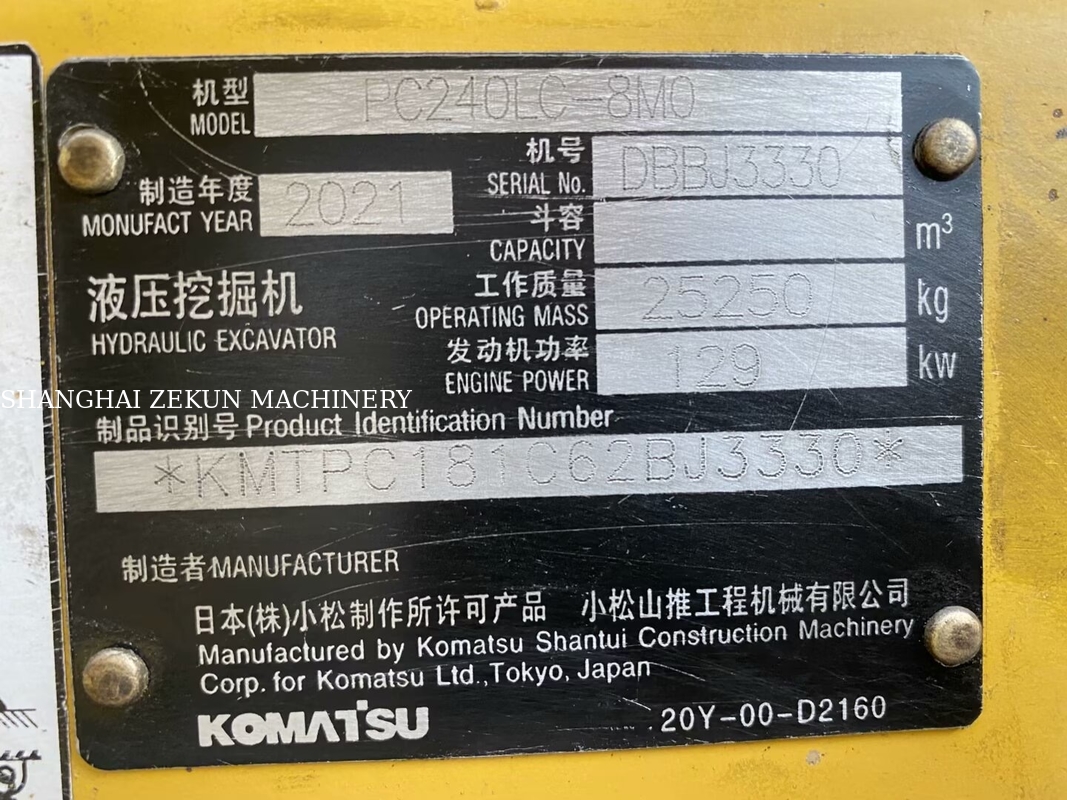 机型 PC240LC-8M0
MODEL
机号 DBBJ3330
SERIAL No.
制造年度 2021
MONUFACT YEAR
斗容 m³
CAPACITY
液压挖掘机
HYDRAULIC EXCAVATOR
工作质量 25250 kg
OPERATING MASS
发动机功率 129 kw
ENGINE POWER
SHANGHAI ZEKUN MACHINERY
制品识别号 Product Identification Number
*KMTPC181C62BJ3330*
制造者 MANUFACTURER
日本(株)小松制作所许可产品 小松山推工程机械有限公司
Manufactured by Komatsu Shantui Construction Machinery
Corp. for Komatsu Ltd.,Tokyo, Japan
KOMATSU 20Y-00-D2160